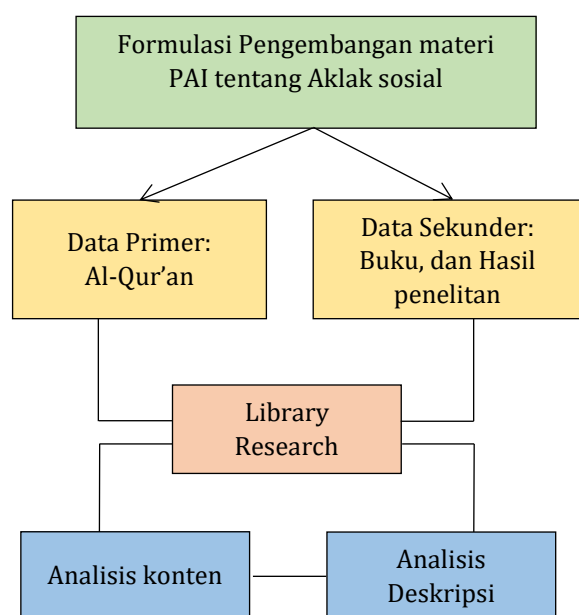 Formulasi Pengembangan materi
PAI tentang Aklak sosial
Data Primer:
Al-Qur’an
Data Sekunder:
Buku, dan Hasil
penelitan
Library
Research
Analisis konten
Analisis
Deskripsi